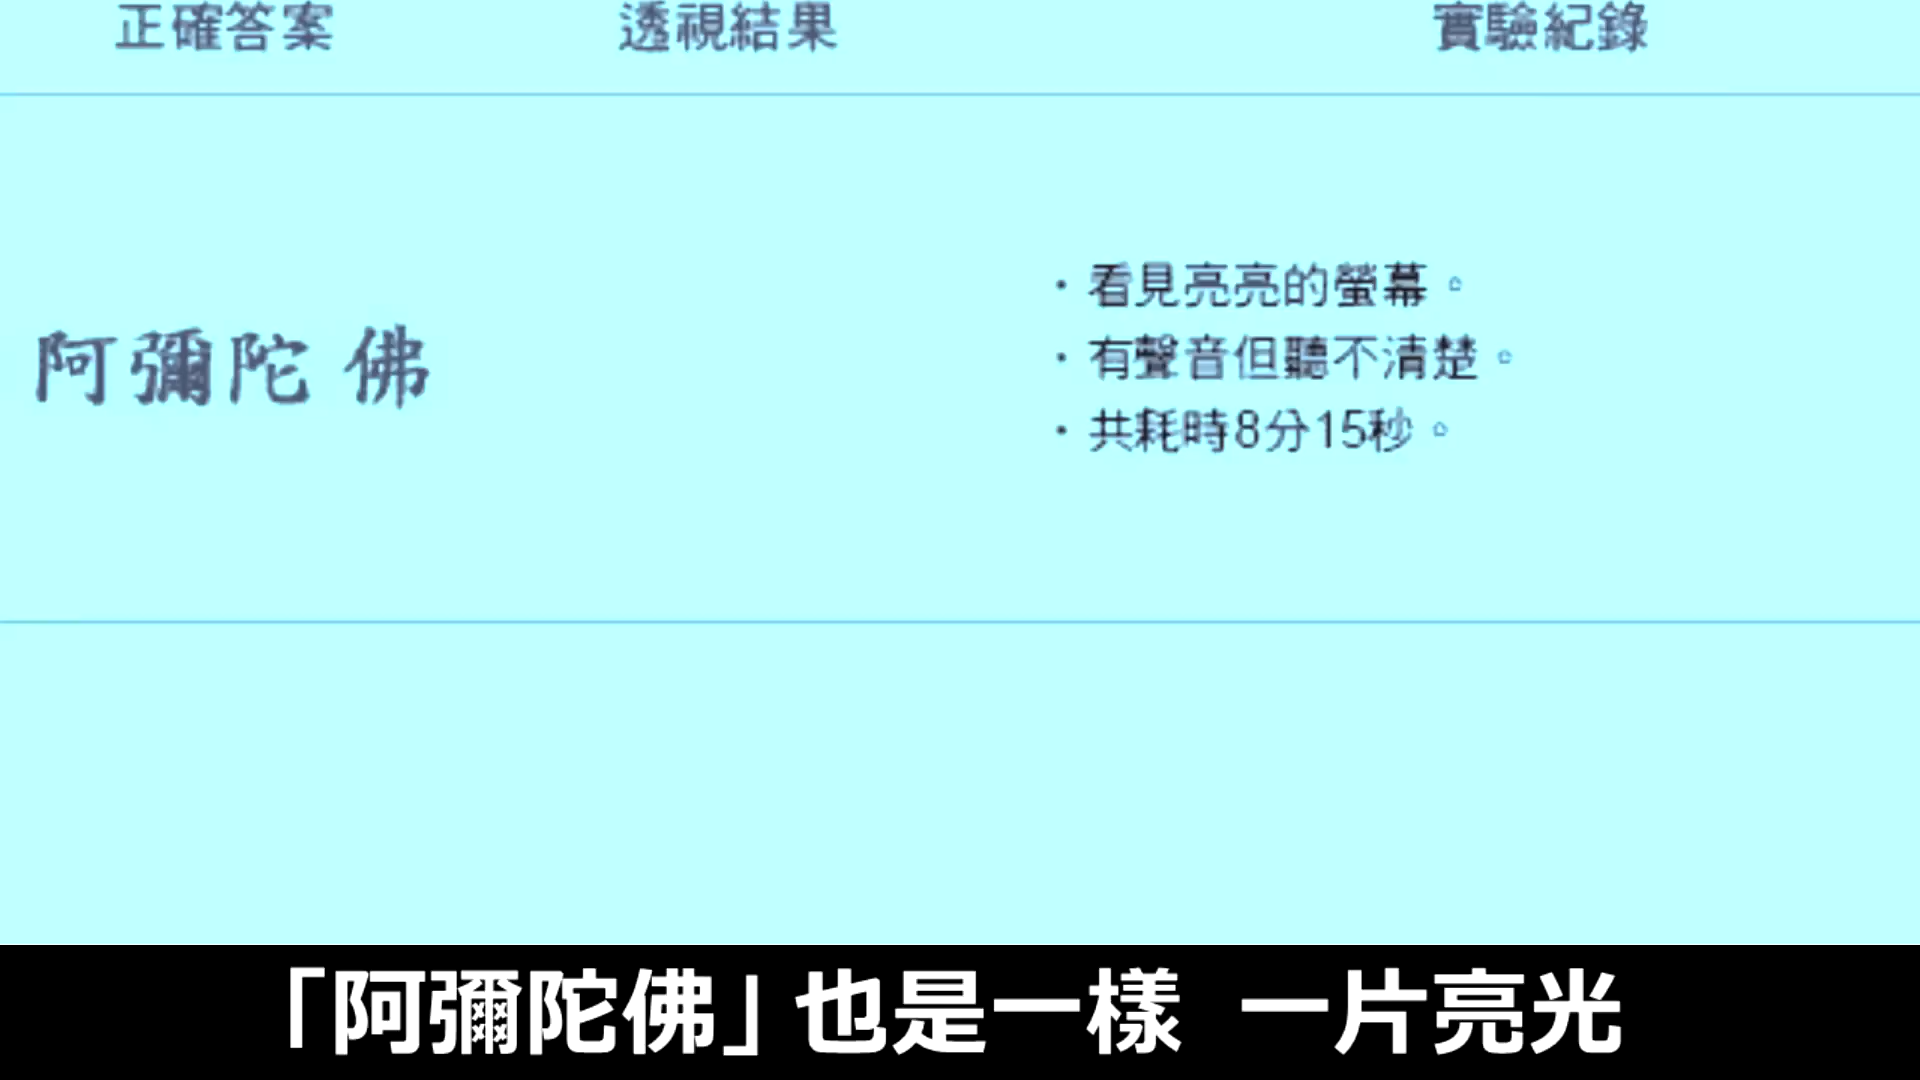 正確答案 透視結果 實驗紀錄
・看見亮亮的螢幕。
・有聲音但聽不清楚。
阿彌陀 佛
・共耗時8分15秒。
「阿彌陀佛」也是一樣 一片亮光